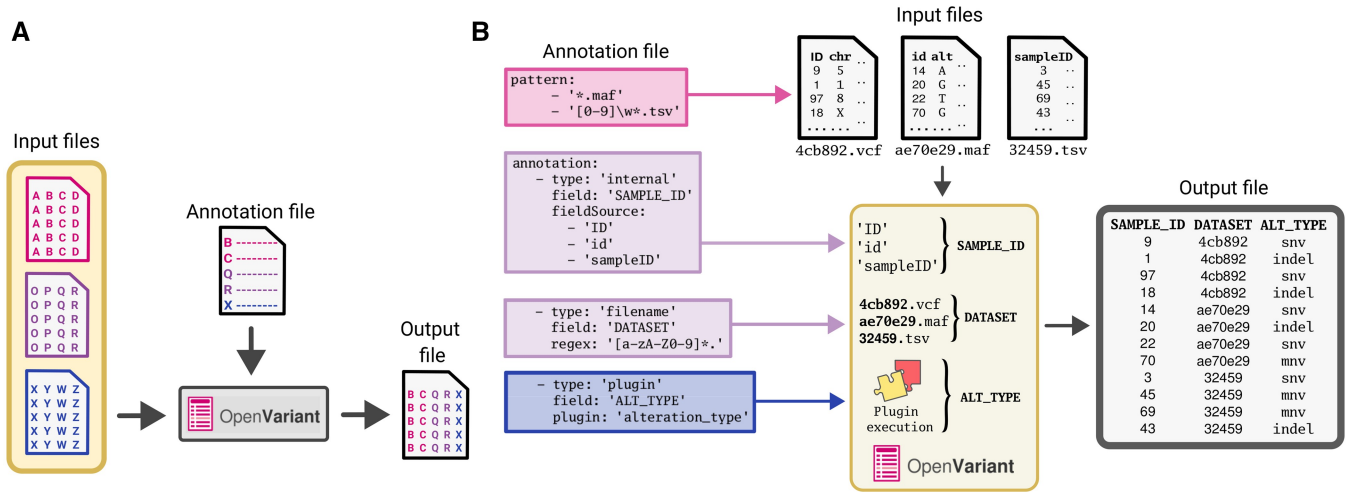 A
Input files
A B C D
A B C D
A B C D
A B C D
A B C D
O P Q R
O P Q R
O P Q R
O P Q R
O P Q R
X Y W Z
X Y W Z
X Y W Z
X Y W Z
X Y W Z
Annotation file
B -------
C -------
Q -------
R -------
X -------
OpenVariant
Output
file
B C Q R X
B C Q R X
B C Q R X
B C Q R X
B C Q R X
B
Annotation file
pattern:
- '*.maf'
- '[0-9]\w*.tsv'
annotation:
- type: 'internal'
field: 'SAMPLE_ID'
fieldSource:
- 'ID'
- 'id'
- 'sampleID'
- type: 'filename'
field: 'DATASET'
regex: '[a-zA-Z0-9]*.'
- type: 'plugin'
field: 'ALT_TYPE'
plugin: 'alteration_type'
Input files
ID chr ..
9 5
1 1
97 8
18 X ..
......
4cb892.vcf
id alt ..
14 A
20 G
22 T
70 G ..
......
ae70e29.maf
sampleID
3 ..
45 ..
69 ..
43 ..
...
32459.tsv
'ID'
'id'
'sampleID'
SAMPLE_ID
4cb892.vcf
ae70e29.maf
32459.tsv
DATASET
Plugin
execution
ALT_TYPE
OpenVariant
Output file
SAMPLE_ID DATASET ALT_TYPE
9 4cb892 snv
1 4cb892 indel
97 4cb892 snv
18 4cb892 indel
14 ae70e29 snv
20 ae70e29 indel
22 ae70e29 snv
70 ae70e29 mnv
3 32459 snv
45 32459 mnv
69 32459 mnv
43 32459 indel